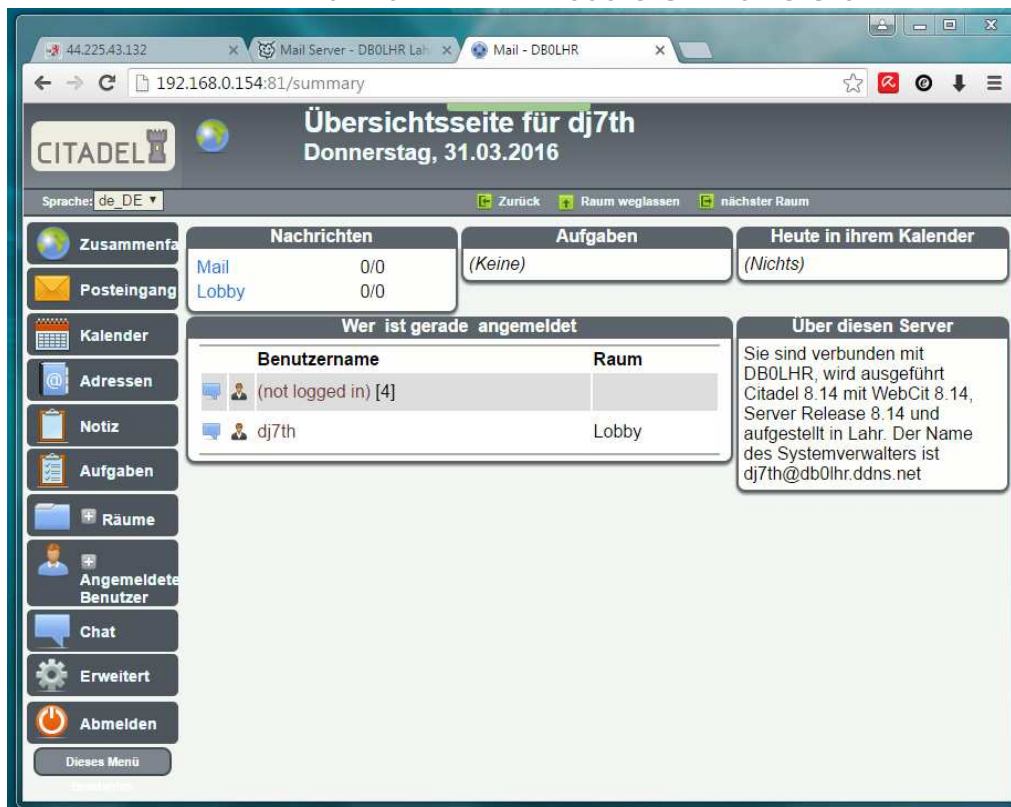 44.225.43.132
Mail Server - DB0LHR Lah
Mail - DB0LHR
192.168.0.154:81/summary
CITADEL
Übersichtsseite für dj7th
Donnerstag, 31.03.2016
Sprache: de_DE
Zurück
Raum weglassen
nächster Raum
Zusammenfa
Posteingang
Kalender
Adressen
Notiz
Aufgaben
Räume
Angemeldete
Benutzer
Chat
Erweitert
Abmelden
Dieses Menü
Nachrichten
Mail 0/0
Lobby 0/0
Aufgaben
(Keine)
Heute in ihrem Kalender
(Nichts)
Wer ist gerade angemeldet
Benutzername Raum
(not logged in) [4]
dj7th Lobby
Über diesen Server
Sie sind verbunden mit
DB0LHR, wird ausgeführt
Citadel 8.14 mit WebCit 8.14,
Server Release 8.14 und
aufgestellt in Lahr. Der Name
des Systemverwalters ist
dj7th@db0lhr.ddns.net